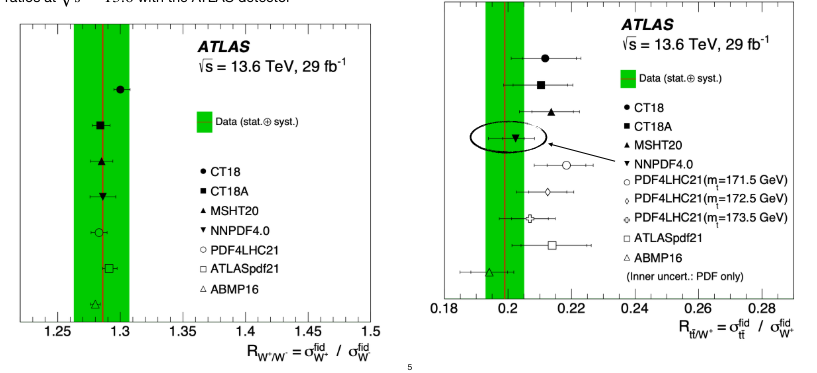 ratios at √s = 13.6 with the ATLAS detector
ATLAS
√s = 13.6 TeV, 29 fb⁻¹
Data (stat.⊕ syst.)
CT18
CT18A
MSHT20
NNPDF4.0
PDF4LHC21
ATLASpdf21
ABMP16
1.25 1.3 1.35 1.4 1.45 1.5
R_W⁺/W⁻ = σ^fid_W⁺ / σ^fid_W⁻
ATLAS
√s = 13.6 TeV, 29 fb⁻¹
Data (stat.⊕ syst.)
CT18
CT18A
MSHT20
NNPDF4.0
PDF4LHC21(m_t=171.5 GeV)
PDF4LHC21(m_t=172.5 GeV)
PDF4LHC21(m_t=173.5 GeV)
ATLASpdf21
ABMP16
(Inner uncert.: PDF only)
0.18 0.2 0.22 0.24 0.26 0.28
R_tt̄/W⁺ = σ^fid_tt̄ / σ^fid_W⁺
5